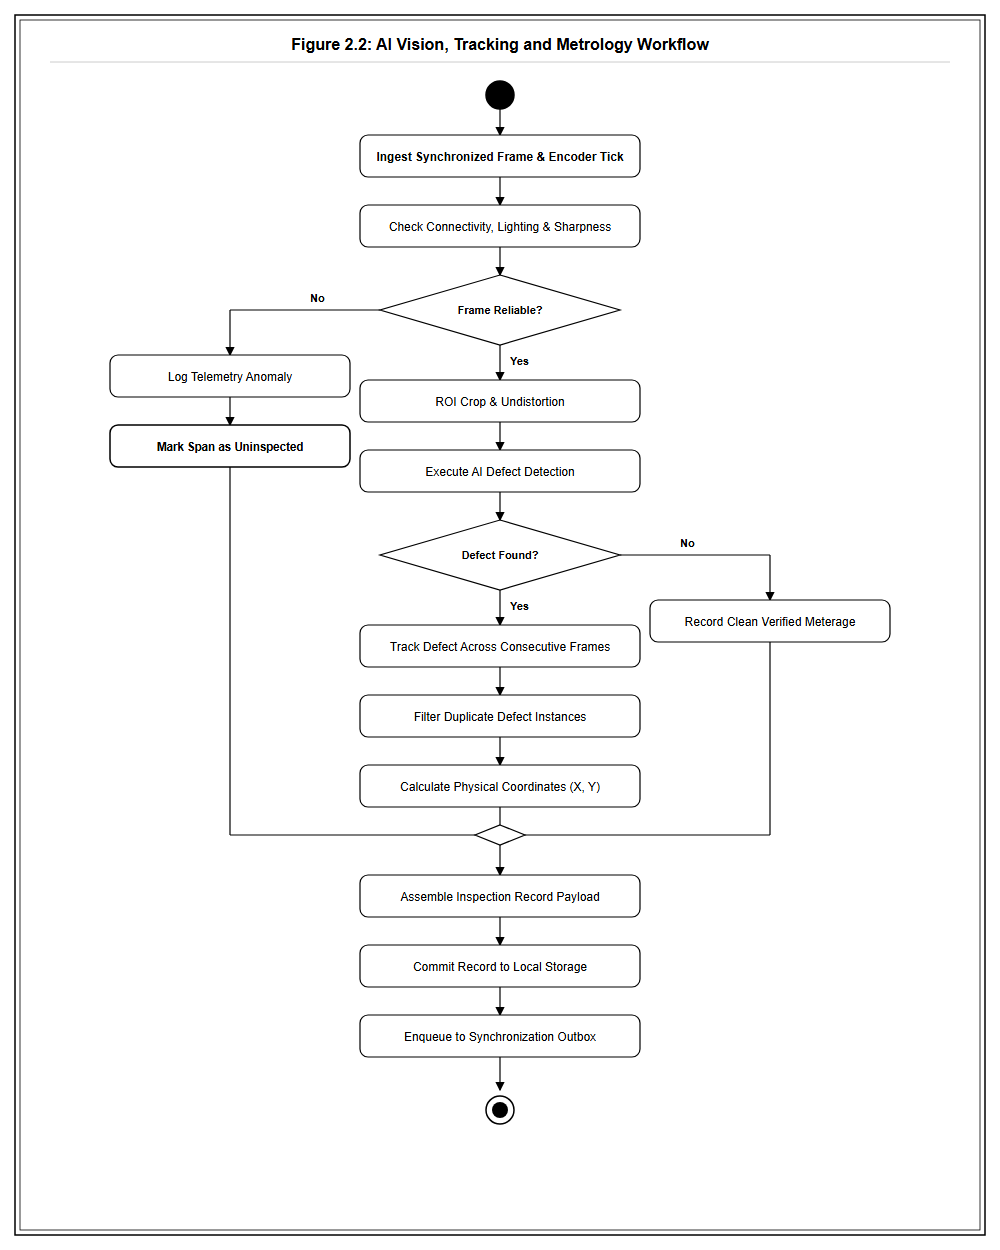 Figure 2.2: AI Vision, Tracking and Metrology Workflow
Ingest Synchronized Frame & Encoder Tick
Check Connectivity, Lighting & Sharpness
Frame Reliable?
No
Yes
Log Telemetry Anomaly
Mark Span as Uninspected
ROI Crop & Undistortion
Execute AI Defect Detection
Defect Found?
No
Yes
Record Clean Verified Meterage
Track Defect Across Consecutive Frames
Filter Duplicate Defect Instances
Calculate Physical Coordinates (X, Y)
Assemble Inspection Record Payload
Commit Record to Local Storage
Enqueue to Synchronization Outbox